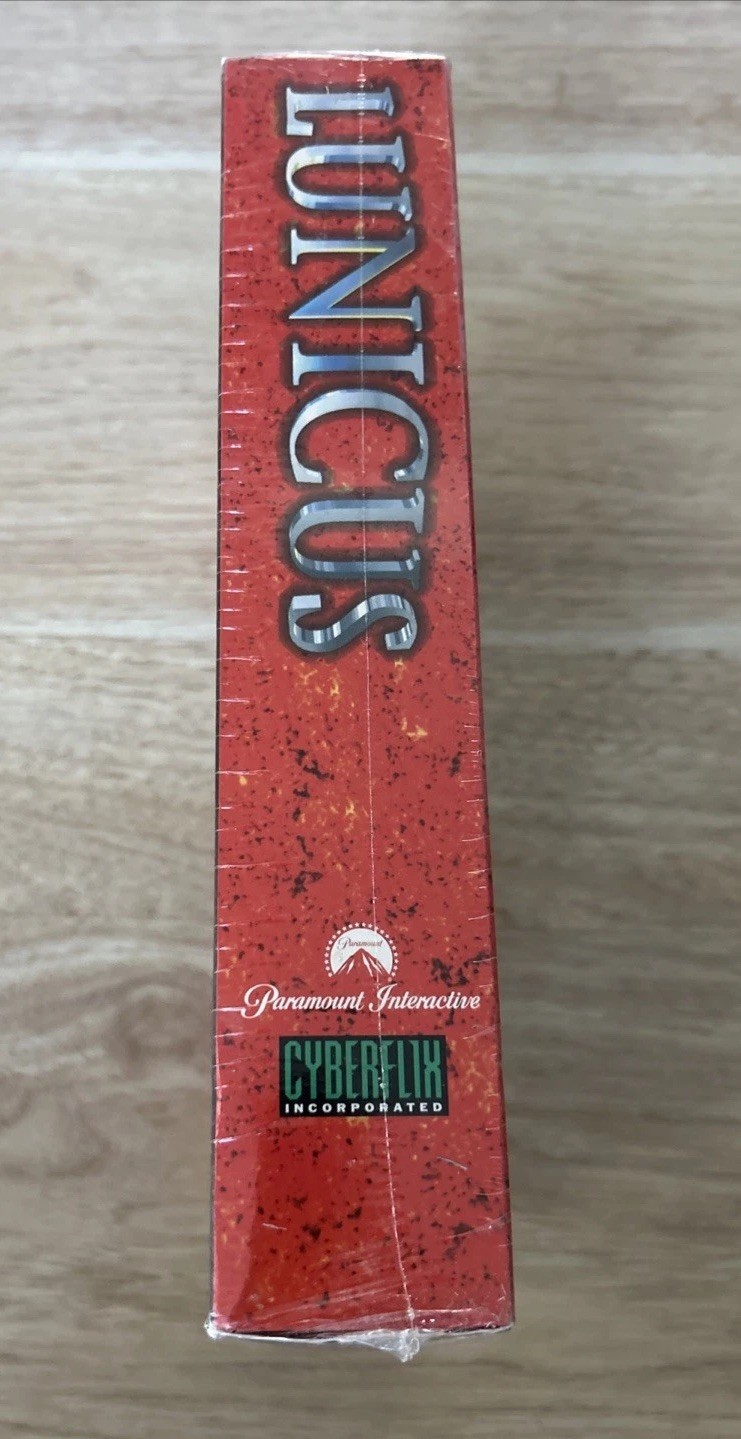 LUNICUS
Paramount
Paramount Interactive
CYBERFLIX
INCORPORATED